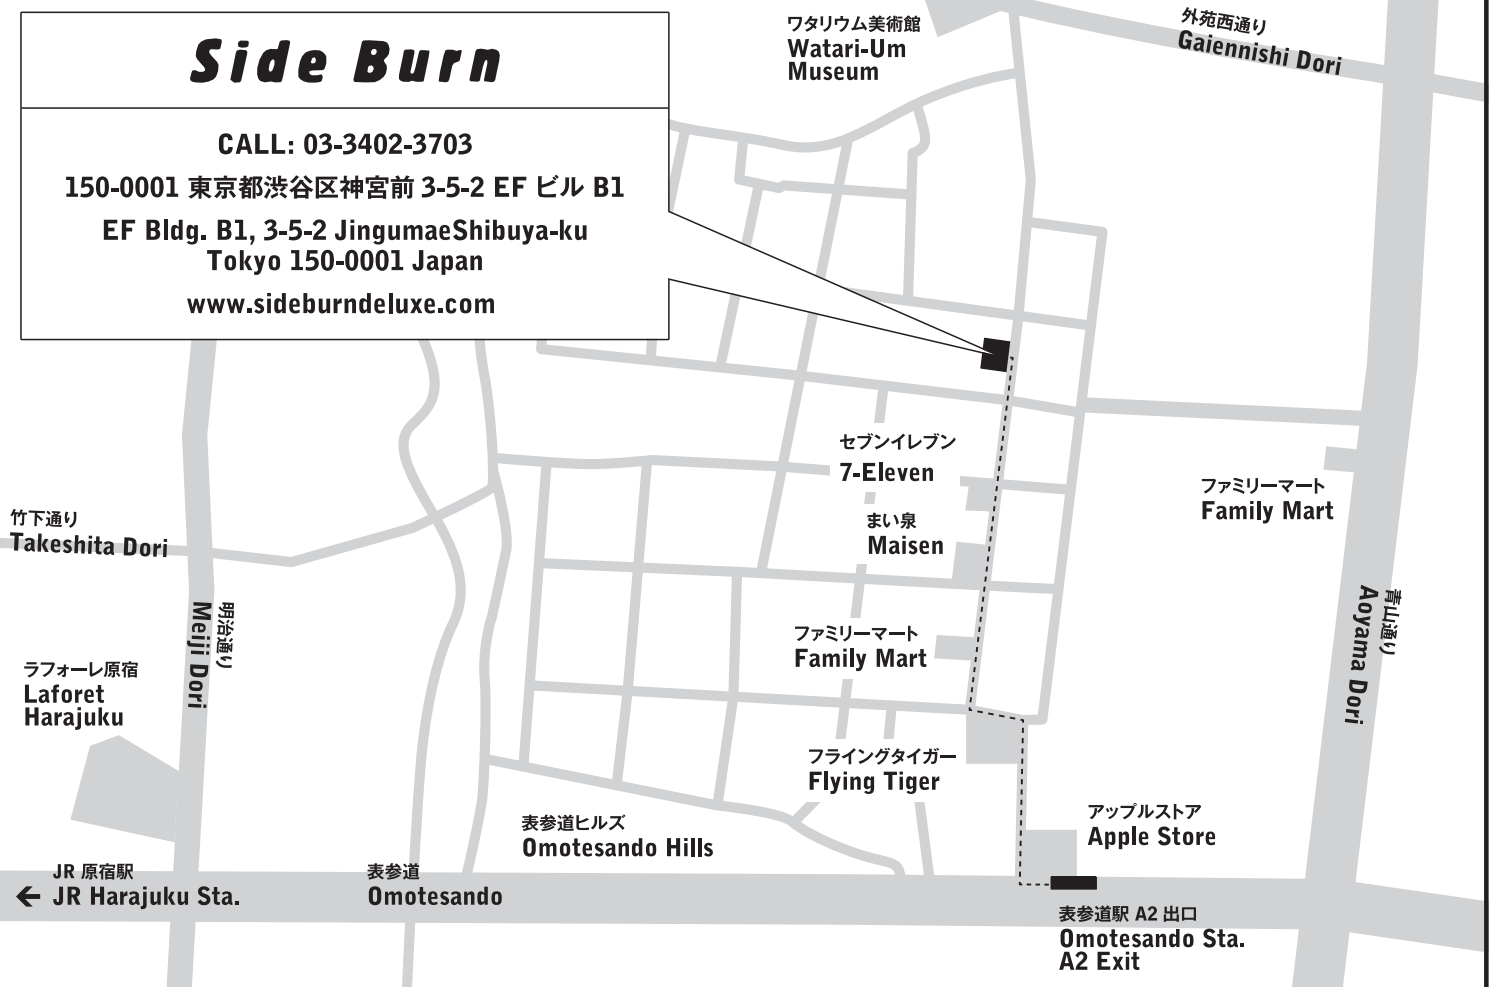 Side Burn
CALL: 03-3402-3703
150-0001 東京都渋谷区神宮前 3-5-2 EF ビル B1
EF Bldg. B1, 3-5-2 JingumaeShibuya-ku
Tokyo 150-0001 Japan
www.sideburndeluxe.com
ワタリウム美術館
Watari-Um
Museum
外苑西通り
Gaiennishi Dori
セブンイレブン
7-Eleven
ファミリーマート
Family Mart
竹下通り
Takeshita Dori
まい泉
Maisen
明治通り
Meiji Dori
青山通り
Aoyama Dori
ファミリーマート
Family Mart
ラフォーレ原宿
Laforet
Harajuku
フライングタイガー
Flying Tiger
表参道ヒルズ
Omotesando Hills
アップルストア
Apple Store
JR 原宿駅
← JR Harajuku Sta.
表参道
Omotesando
表参道駅 A2 出口
Omotesando Sta.
A2 Exit